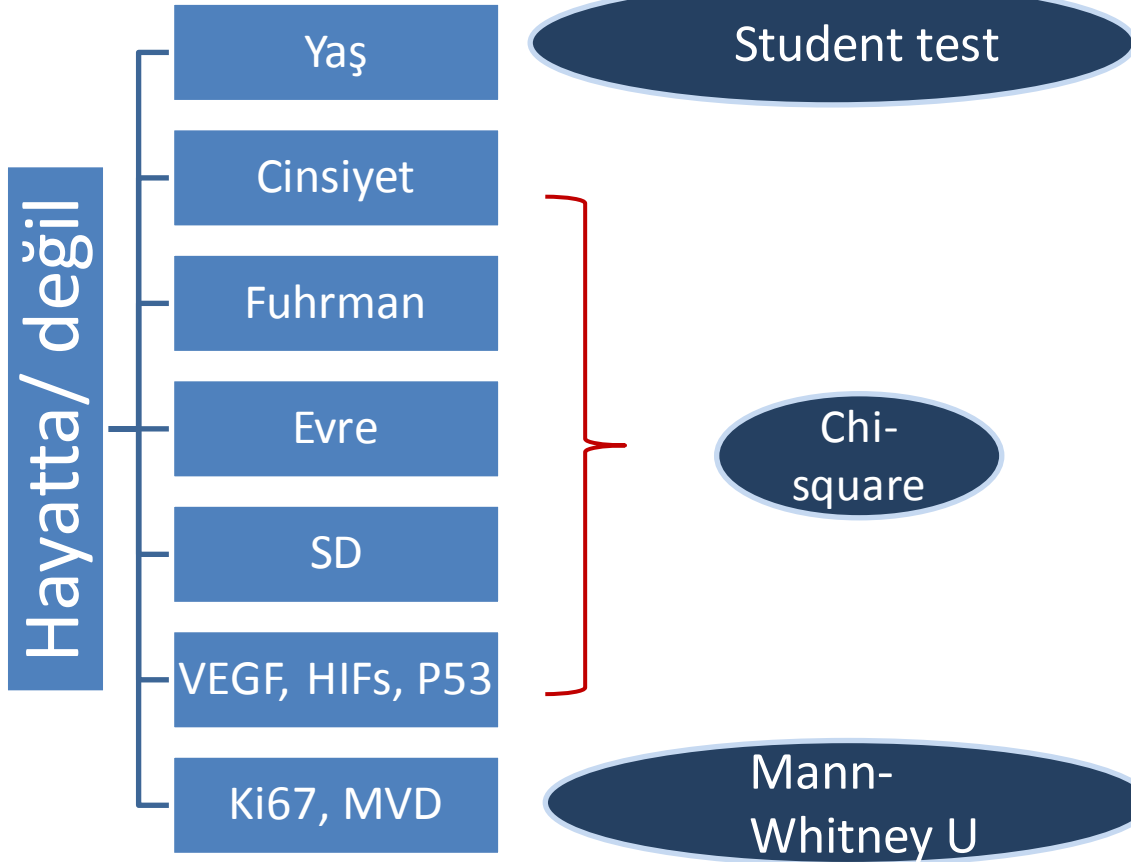 Hayatta/ değil
Yaş
Student test
Cinsiyet
Fuhrman
Evre
SD
VEGF, HIFs, P53
Chi-
square
Ki67, MVD
Mann-
Whitney U